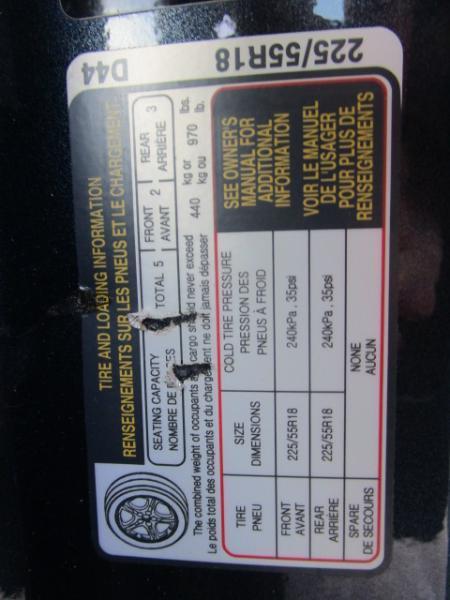 TIRE AND LOADING INFORMATION
RENSEIGNEMENTS SUR LES PNEUS ET LE CHARGEMENT
SEATING CAPACITY TOTAL 5 FRONT 2 REAR 3
NOMBRE DE AVANT ARRIÈRE
The combined weight of occupants and cargo should never exceed 440 kg or 970 lbs.
Le poids total des occupants et du chargement ne doit jamais dépasser kg ou lb.
TIRE SIZE COLD TIRE PRESSURE
PNEU DIMENSIONS PRESSION DES
PNEUS À FROID
FRONT 225/55R18 240kPa , 35psi
AVANT
REAR 225/55R18 240kPa , 35psi
ARRIÈRE
SPARE NONE
DE SECOURS AUCUN
SEE OWNER'S
MANUAL FOR
ADDITIONAL
INFORMATION
VOIR LE MANUEL
DE L'USAGER
POUR PLUS DE
RENSEIGNEMENTS
225/55R18 D44